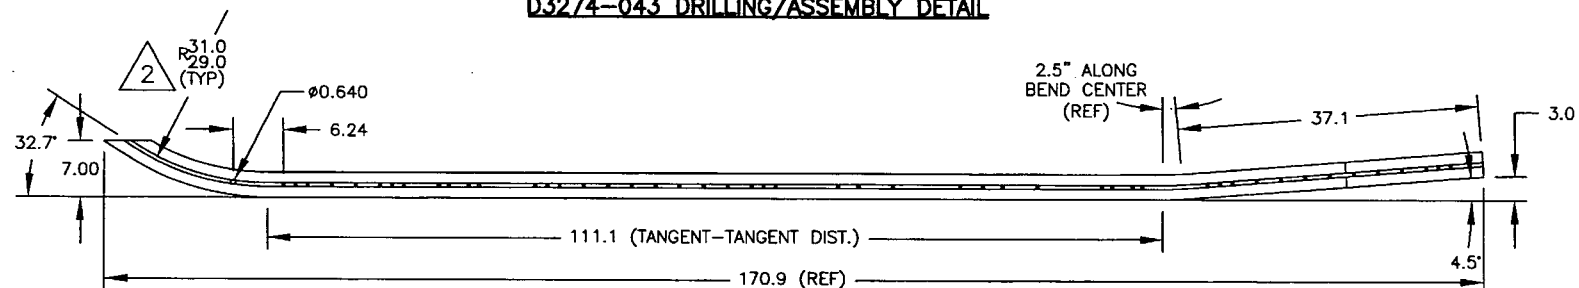 D3274-043 DRILLING/ASSEMBLY DETAIL
2
R31.0
29.0
(TYP)
ø0.640
6.24
32.7°
7.00
2.5" ALONG
BEND CENTER
(REF)
37.1
3.0
111.1 (TANGENT-TANGENT DIST.)
4.5°
170.9 (REF)